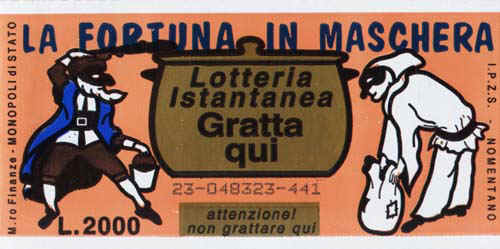 LA FORTUNA IN MASCHERA
M.ro Finanze - MONOPOLI di STATO
Lotteria
Istantanea
Gratta
qui
I.P.Z.S. - NOMENTANO
23-048323-441
L.2000
attenzione!
non grattare qui